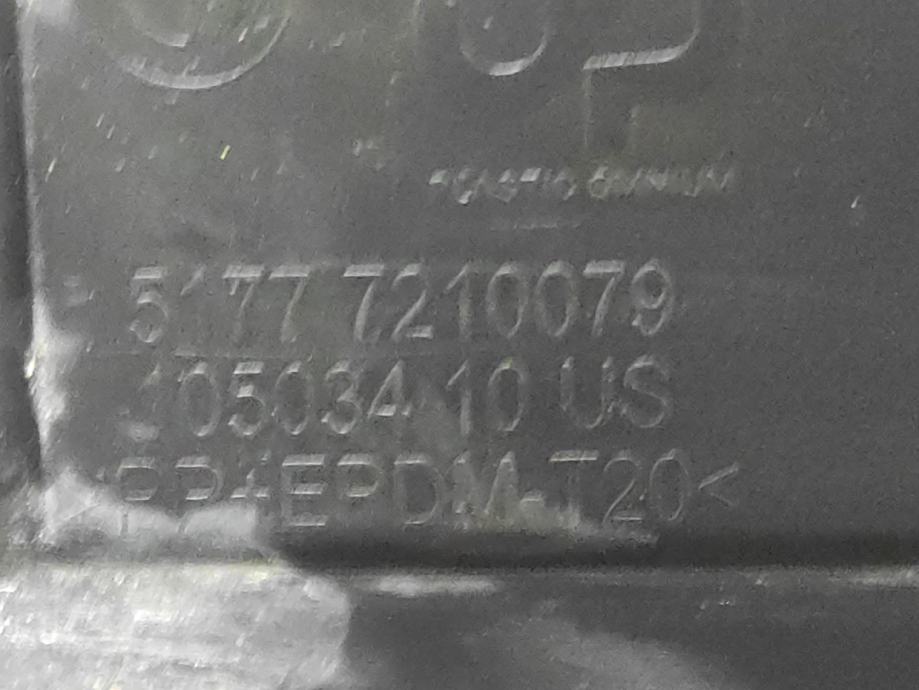 PLASTIC OMNIUM
5177 7210079
105034 10 US
>PP+EPDM-T20<